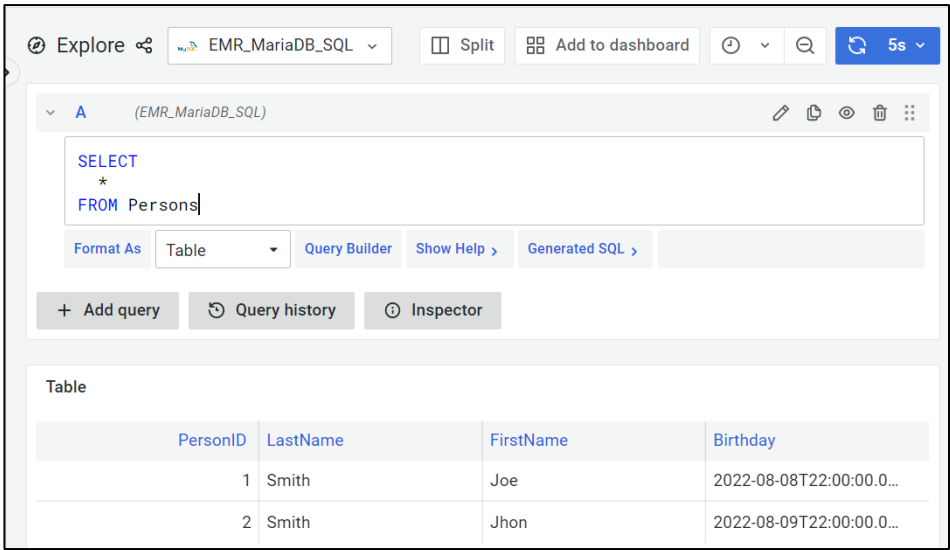 Explore EMR_MariaDB_SQL Split Add to dashboard 5s
A (EMR_MariaDB_SQL)
SELECT
*
FROM Persons
Format As Table Query Builder Show Help > Generated SQL >
+ Add query Query history Inspector
Table
PersonID LastName FirstName Birthday
1 Smith Joe 2022-08-08T22:00:00.0...
2 Smith Jhon 2022-08-09T22:00:00.0...